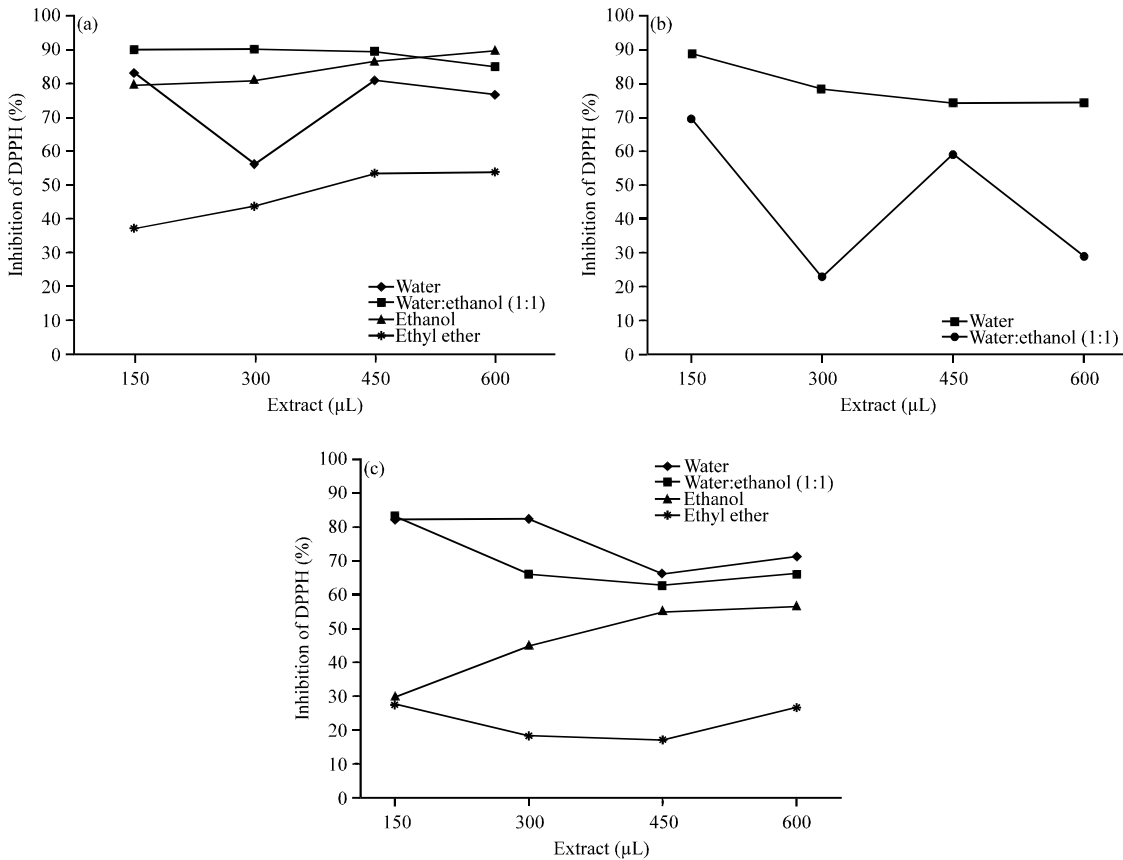 (a)
Inhibition of DPPH (%)
100
90
80
70
60
50
40
30
20
10
0
Water
Water:ethanol (1:1)
Ethanol
Ethyl ether
150 300 450 600
Extract (µL)
(b)
Inhibition of DPPH (%)
100
90
80
70
60
50
40
30
20
10
0
Water
Water:ethanol (1:1)
150 300 450 600
Extract (µL)
(c)
Inhibition of DPPH (%)
100
90
80
70
60
50
40
30
20
10
0
Water
Water:ethanol (1:1)
Ethanol
Ethyl ether
150 300 450 600
Extract (µL)